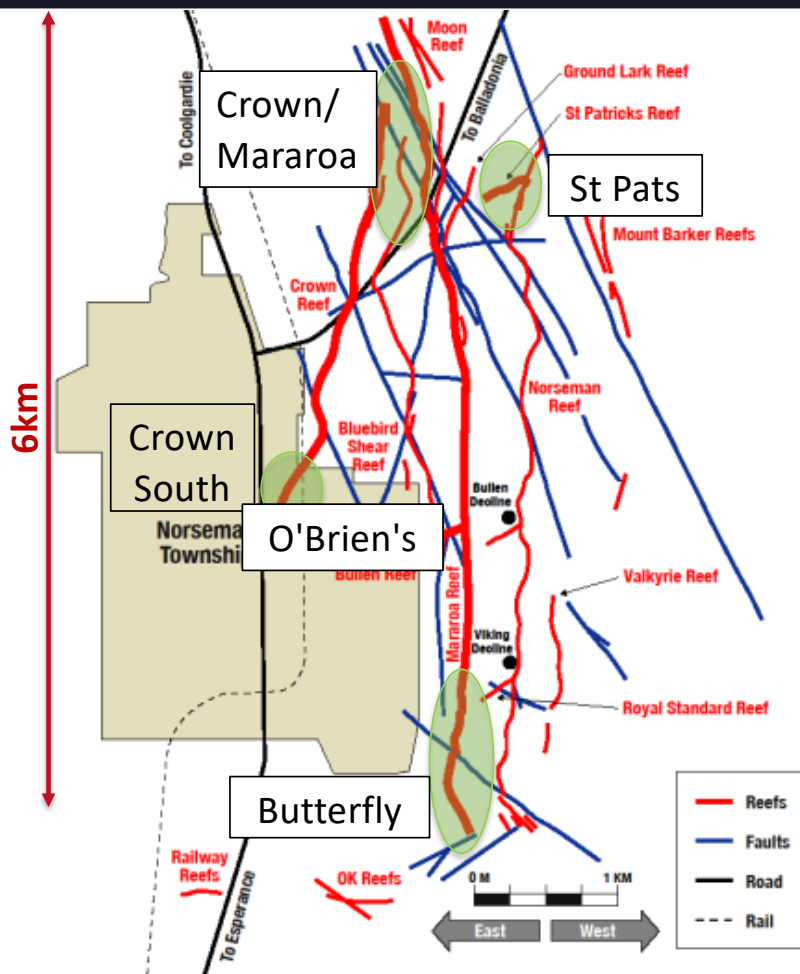 Moon
Reef
To Coolgardie
To Balladonia
Ground Lark Reef
St Patricks Reef
Crown/
Mararoa
St Pats
Mount Barker Reefs
Crown
Reef
6km
Norseman
Reef
Bluebird
Shear
Reef
Crown
South
Bullen
Decline
Norsema
Townshi
O'Brien's
Bullen Reef
Mararoa Reef
Valkyrie Reef
Viking
Decline
Royal Standard Reef
Butterfly
Railway
Reefs
OK Reefs
To Esperance
0 M
1 KM
East
West
Reefs
Faults
Road
Rail